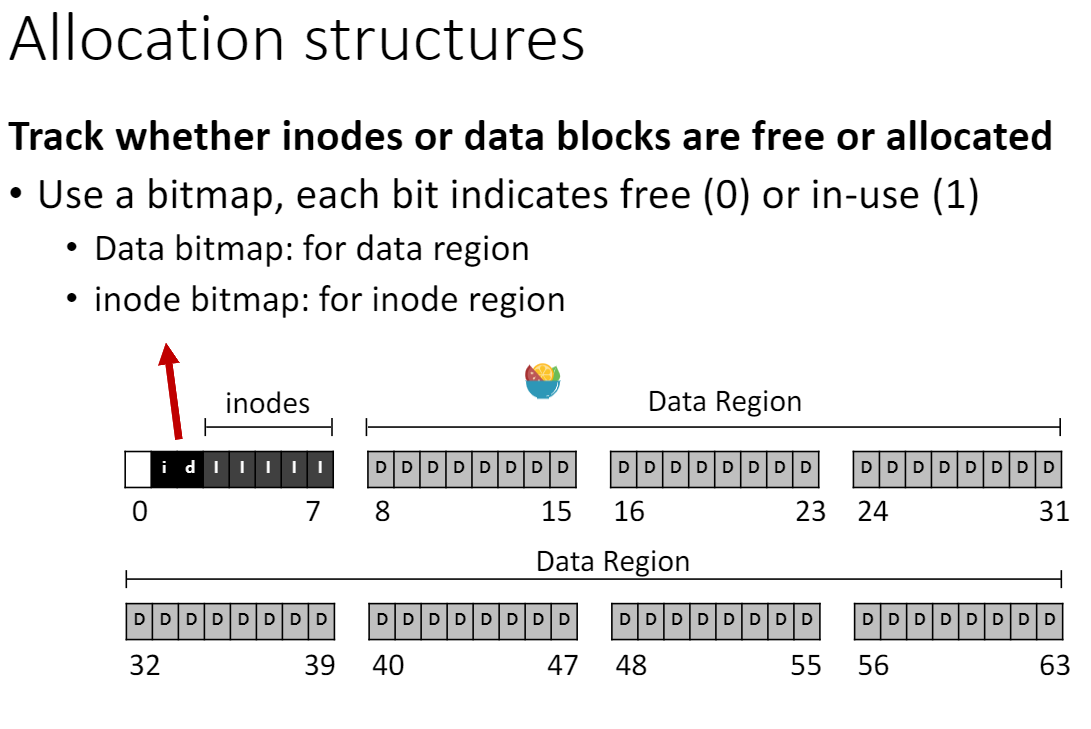 Allocation structures
Track whether inodes or data blocks are free or allocated
• Use a bitmap, each bit indicates free (0) or in-use (1)
• Data bitmap: for data region
• inode bitmap: for inode region
inodes
Data Region
i d I I I I I D D D D D D D D D D D D D D D D D D D D D D D D
0 7 8 15 16 23 24 31
Data Region
D D D D D D D D D D D D D D D D D D D D D D D D D D D D D D D D
32 39 40 47 48 55 56 63